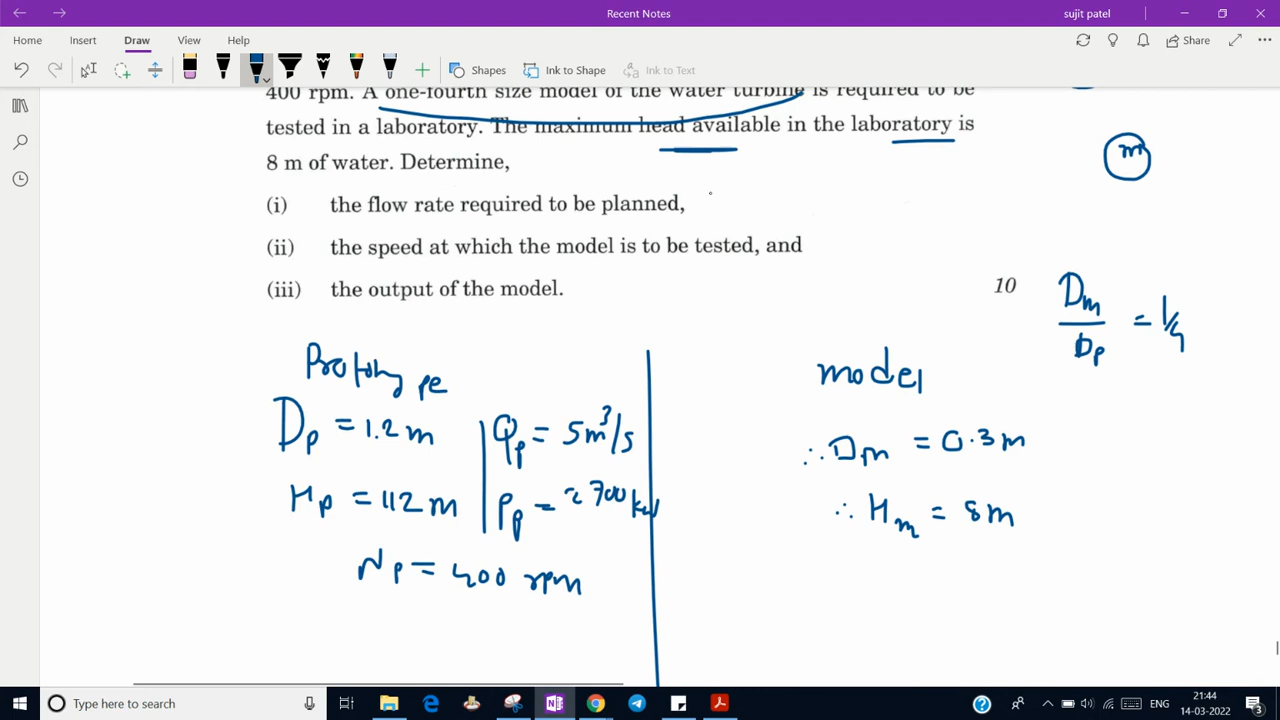 Recent Notes
sujit patel
Home Insert Draw View Help
Share
Shapes Ink to Shape Ink to Text
400 rpm. A one-fourth size model of the water turbine is required to be
tested in a laboratory. The maximum head available in the laboratory is
8 m of water. Determine,
(i) the flow rate required to be planned,
(ii) the speed at which the model is to be tested, and
(iii) the output of the model.
10
m
Dm/Dp = 1/4
Prototype
Dp = 1.2 m
Qp = 5 m³/s
Hp = 112 m
Pp = 2700 kW
Np = 400 rpm
model
∴ Dm = 0.3 m
∴ Hm = 8 m
Type here to search
ENG
21:44
14-03-2022
3